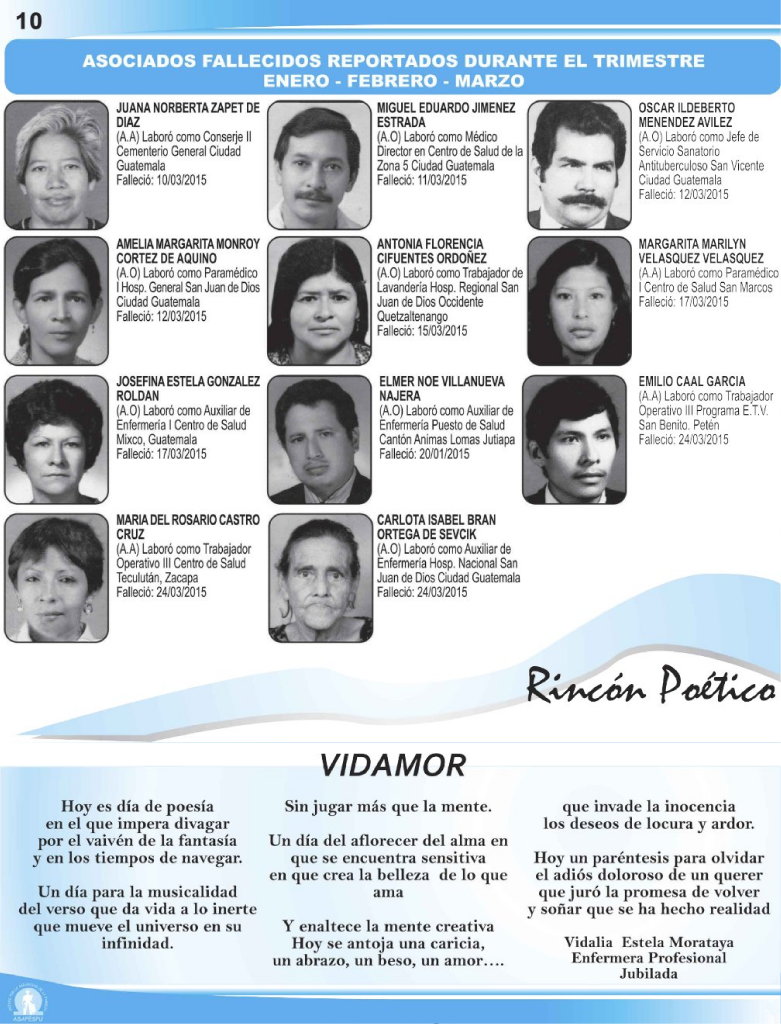 10
ASOCIADOS FALLECIDOS REPORTADOS DURANTE EL TRIMESTRE
ENERO - FEBRERO - MARZO
JUANA NORBERTA ZAPET DE
DIAZ
(A.A) Laboró como Conserje II
Cementerio General Ciudad
Guatemala
Falleció: 10/03/2015
MIGUEL EDUARDO JIMENEZ
ESTRADA
(A.O) Laboró como Médico
Director en Centro de Salud de la
Zona 5 Ciudad Guatemala
Falleció: 11/03/2015
OSCAR ILDEBERTO
MENENDEZ AVILEZ
(A.O) Laboró como Jefe de
Servicio Sanatorio
Antituberculoso San Vicente
Ciudad Guatemala
Falleció: 12/03/2015
AMELIA MARGARITA MONROY
CORTEZ DE AQUINO
(A.O) Laboró como Paramédico
I Hosp. General San Juan de Dios
Ciudad Guatemala
Falleció: 12/03/2015
ANTONIA FLORENCIA
CIFUENTES ORDOÑEZ
(A.O) Laboró como Trabajador de
Lavandería Hosp. Regional San
Juan de Dios Occidente
Quetzaltenango
Falleció: 15/03/2015
MARGARITA MARILYN
VELASQUEZ VELASQUEZ
(A.A) Laboró como Paramédico
I Centro de Salud San Marcos
Falleció: 17/03/2015
JOSEFINA ESTELA GONZALEZ
ROLDAN
(A.O) Laboró como Auxiliar de
Enfermería I Centro de Salud
Mixco, Guatemala
Falleció: 17/03/2015
ELMER NOE VILLANUEVA
NAJERA
(A.O) Laboró como Auxiliar de
Enfermería Puesto de Salud
Cantón Animas Lomas Jutiapa
Falleció: 20/01/2015
EMILIO CAAL GARCIA
(A.A) Laboró como Trabajador
Operativo III Programa E.T.V.
San Benito. Petén
Falleció: 24/03/2015
MARIA DEL ROSARIO CASTRO
CRUZ
(A.A) Laboró como Trabajador
Operativo III Centro de Salud
Teculután, Zacapa
Falleció: 24/03/2015
CARLOTA ISABEL BRAN
ORTEGA DE SEVCIK
(A.O) Laboró como Auxiliar de
Enfermería Hosp. Nacional San
Juan de Dios Ciudad Guatemala
Falleció: 24/03/2015
Rincón Poético
VIDAMOR
Hoy es día de poesía
en el que impera divagar
por el vaivén de la fantasía
y en los tiempos de navegar.
Un día para la musicalidad
del verso que da vida a lo inerte
que mueve el universo en su
infinidad.
Sin jugar más que la mente.
Un día del aflorecer del alma en
que se encuentra sensitiva
en que crea la belleza de lo que
ama
Y enaltece la mente creativa
Hoy se antoja una caricia,
un abrazo, un beso, un amor....
que invade la inocencia
los deseos de locura y ardor.
Hoy un paréntesis para olvidar
el adiós doloroso de un querer
que juró la promesa de volver
y soñar que se ha hecho realidad
Vidalia Estela Morataya
Enfermera Profesional
Jubilada